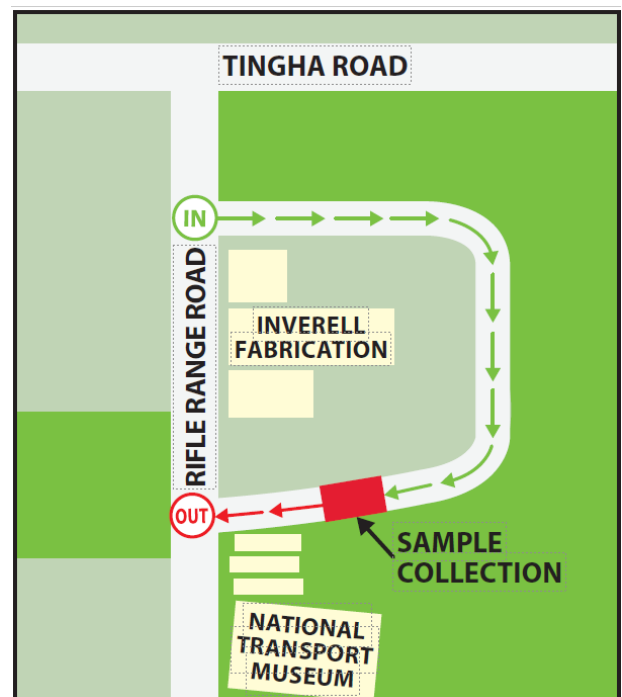 TINGHA ROAD
IN
RIFLE RANGE ROAD
INVERELL
FABRICATION
OUT
SAMPLE
COLLECTION
NATIONAL
TRANSPORT
MUSEUM